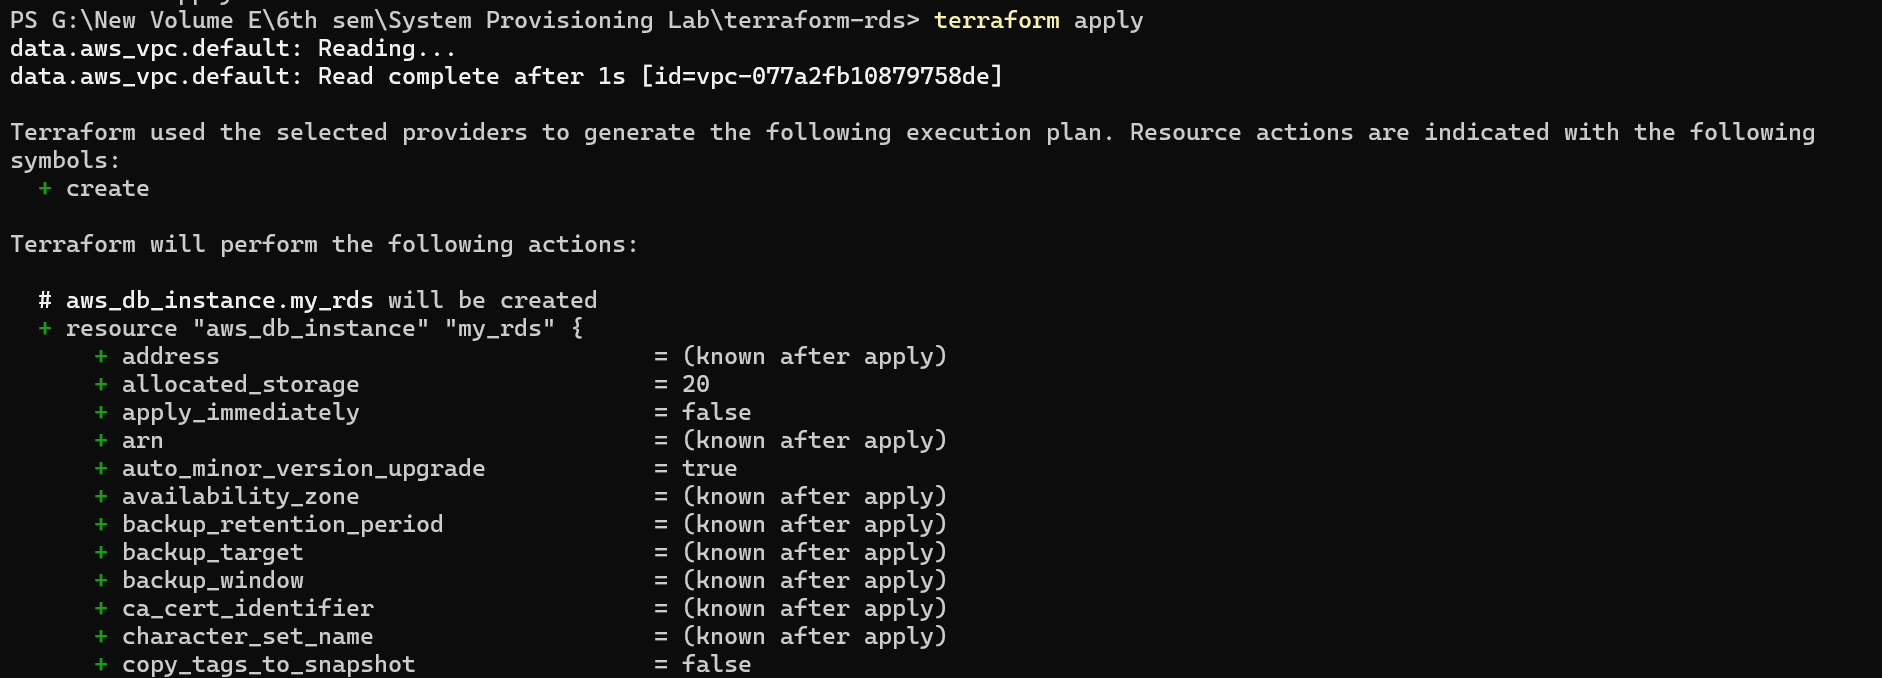 PS G:\New Volume E\6th sem\System Provisioning Lab\terraform-rds> terraform apply
data.aws_vpc.default: Reading...
data.aws_vpc.default: Read complete after 1s [id=vpc-077a2fb10879758de]
Terraform used the selected providers to generate the following execution plan. Resource actions are indicated with the following
symbols:
+ create
Terraform will perform the following actions:
# aws_db_instance.my_rds will be created
+ resource "aws_db_instance" "my_rds" {
+ address = (known after apply)
+ allocated_storage = 20
+ apply_immediately = false
+ arn = (known after apply)
+ auto_minor_version_upgrade = true
+ availability_zone = (known after apply)
+ backup_retention_period = (known after apply)
+ backup_target = (known after apply)
+ backup_window = (known after apply)
+ ca_cert_identifier = (known after apply)
+ character_set_name = (known after apply)
+ copy_tags_to_snapshot = false